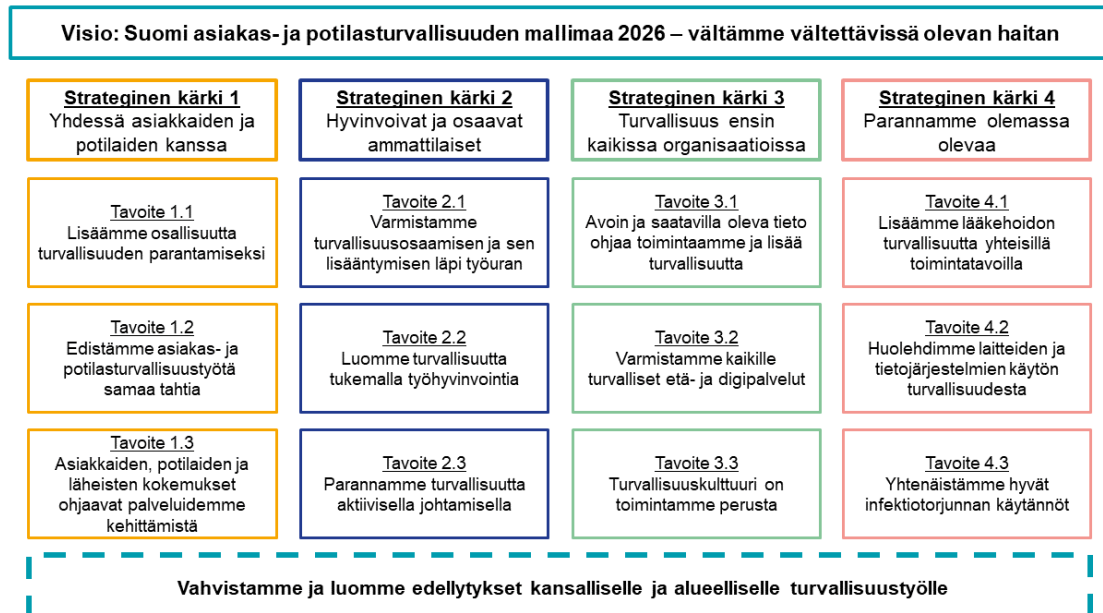 Visio: Suomi asiakas- ja potilasturvallisuuden mallimaa 2026 – vältämme vältettävissä olevan haitan
Strateginen kärki 1
Yhdessä asiakkaiden ja
potilaiden kanssa
Tavoite 1.1
Lisäämme osallisuutta
turvallisuuden parantamiseksi
Tavoite 1.2
Edistämme asiakas- ja
potilasturvallisuustyötä
samaa tahtia
Tavoite 1.3
Asiakkaiden, potilaiden ja
läheisten kokemukset
ohjaavat palveluidemme
kehittämistä
Strateginen kärki 2
Hyvinvoivat ja osaavat
ammattilaiset
Tavoite 2.1
Varmistamme
turvallisuusosaamisen ja sen
lisääntymisen läpi työuran
Tavoite 2.2
Luomme turvallisuutta
tukemalla työhyvinvointia
Tavoite 2.3
Parannamme turvallisuutta
aktiivisella johtamisella
Strateginen kärki 3
Turvallisuus ensin
kaikissa organisaatioissa
Tavoite 3.1
Avoin ja saatavilla oleva tieto
ohjaa toimintaamme ja lisää
turvallisuutta
Tavoite 3.2
Varmistamme kaikille
turvalliset etä- ja digipalvelut
Tavoite 3.3
Turvallisuuskulttuuri on
toimintamme perusta
Strateginen kärki 4
Parannamme olemassa
olevaa
Tavoite 4.1
Lisäämme lääkehoidon
turvallisuutta yhteisillä
toimintatavoilla
Tavoite 4.2
Huolehdimme laitteiden ja
tietojärjestelmien käytön
turvallisuudesta
Tavoite 4.3
Yhtenäistämme hyvät
infektiotorjunnan käytännöt
Vahvistamme ja luomme edellytykset kansalliselle ja alueelliselle turvallisuustyölle